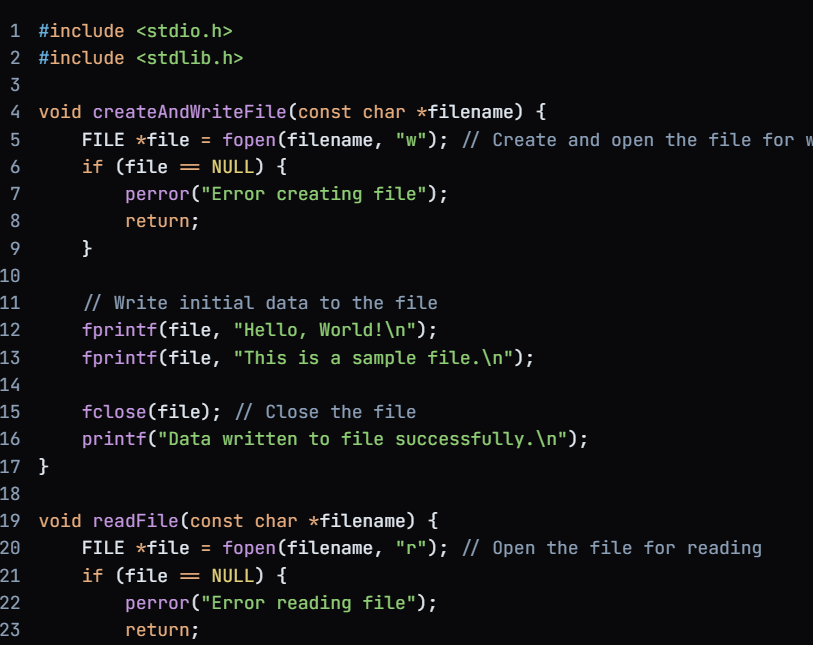 1 #include <stdio.h>
2 #include <stdlib.h>
3
4 void createAndWriteFile(const char *filename) {
5     FILE *file = fopen(filename, "w"); // Create and open the file for
6     if (file == NULL) {
7         perror("Error creating file");
8         return;
9     }
10
11     // Write initial data to the file
12     fprintf(file, "Hello, World!\n");
13     fprintf(file, "This is a sample file.\n");
14
15     fclose(file); // Close the file
16     printf("Data written to file successfully.\n");
17 }
18
19 void readFile(const char *filename) {
20     FILE *file = fopen(filename, "r"); // Open the file for reading
21     if (file == NULL) {
22         perror("Error reading file");
23         return;